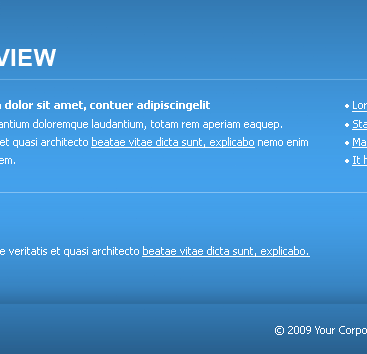 VIEW
dolor sit amet, contuer adipiscingelit
antium doloremque laudantium, totam rem aperiam eaquep.
et quasi architecto beatae vitae dicta sunt, explicabo nemo enim
em.
• Lor
• Sta
• Ma
• It h
e veritatis et quasi architecto beatae vitae dicta sunt, explicabo.
© 2009 Your Corpo